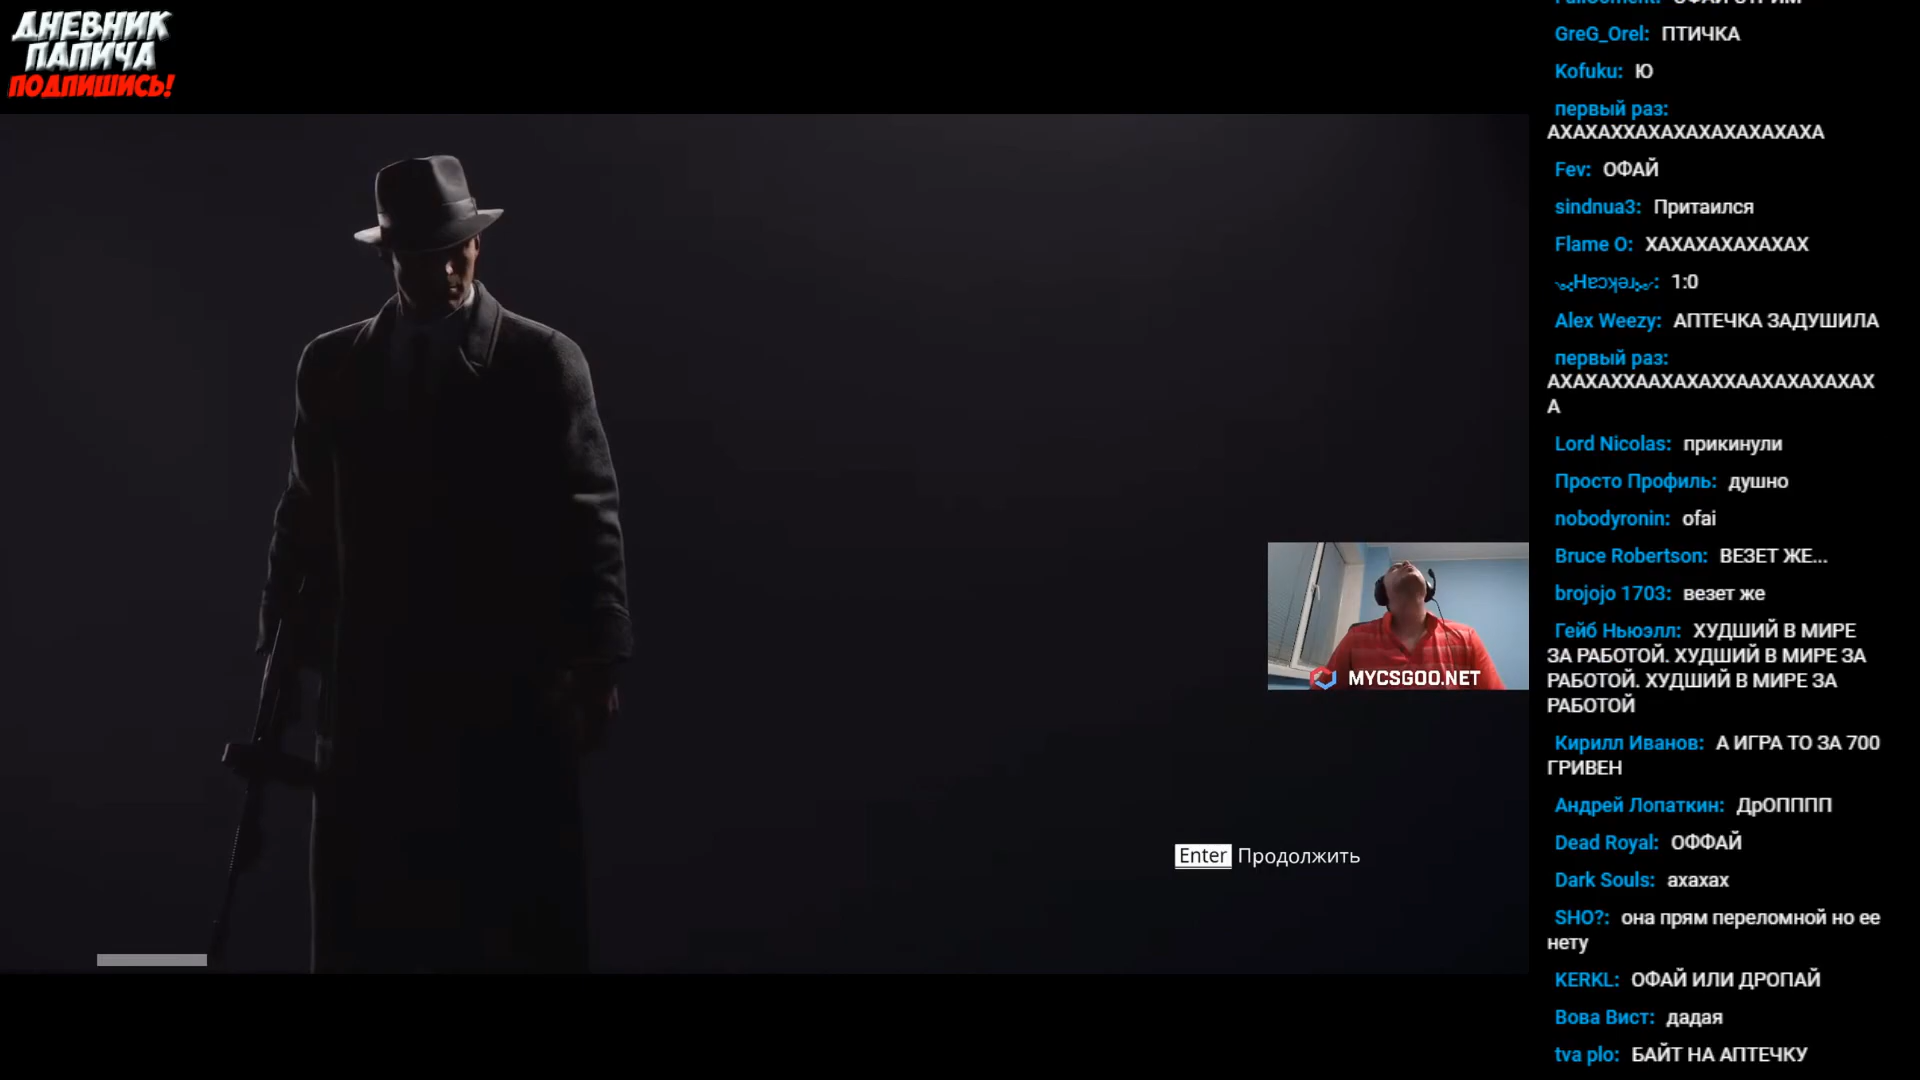 ДНЕВНИК
ПАПИЧА
ПОДПИШИСЬ!
GreG_Orel: ПТИЧКА
Kofuku: Ю
первый раз:
АХАХАХХАХАХАХАХАХАХАХА
Fev: ОФАЙ
sindnua3: Притаился
Flame O: ХАХАХАХАХАХАХ
1:0
Alex Weezy: АПТЕЧКА ЗАДУШИЛА
первый раз:
АХАХАХХААХАХАХХААХАХАХАХАХ
А
Lord Nicolas: прикинули
Просто Профиль: душно
nobodyronin: ofai
Bruce Robertson: ВЕЗЕТ ЖЕ...
brojojo 1703: везет же
Гейб Ньюэлл: ХУДШИЙ В МИРЕ
ЗА РАБОТОЙ. ХУДШИЙ В МИРЕ ЗА
РАБОТОЙ. ХУДШИЙ В МИРЕ ЗА
РАБОТОЙ
Кирилл Иванов: А ИГРА ТО ЗА 700
ГРИВЕН
Андрей Лопаткин: ДрОПППП
Dead Royal: ОФФАЙ
Dark Souls: ахахах
SHO?: она прям переломной но ее
нету
KERKL: ОФАЙ ИЛИ ДРОПАЙ
Вова Вист: дадая
tva plo: БАЙТ НА АПТЕЧКУ
MYCSGOO.NET
Enter Продолжить